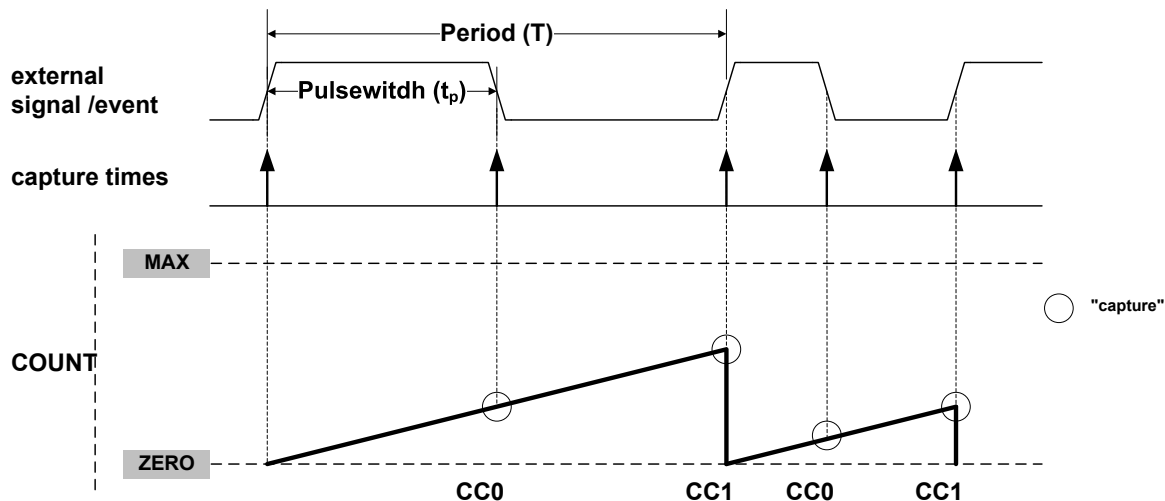 Period (T)
external
signal /event
Pulsewitdh (tp)
capture times
MAX
"capture"
COUNT
ZERO
CC0 CC1 CC0 CC1